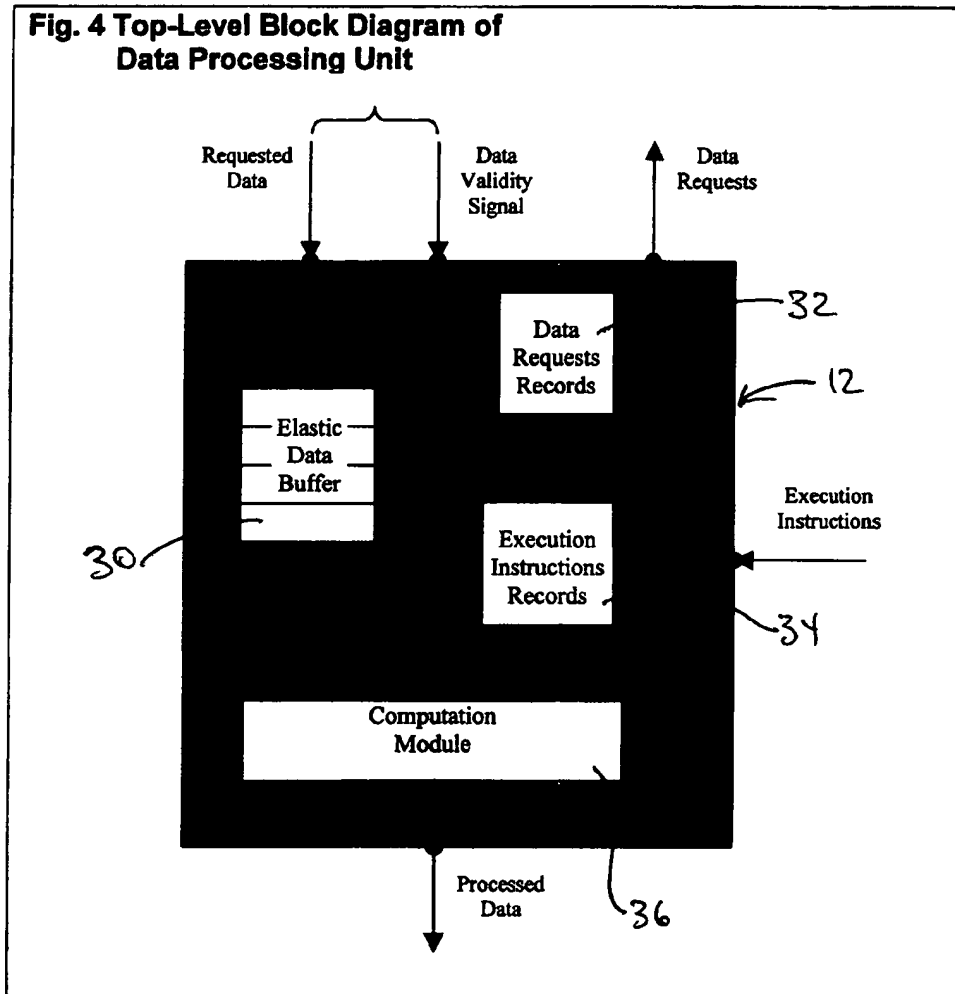 Fig. 4 Top-Level Block Diagram of
Data Processing Unit
Requested
Data
Data
Validity
Signal
Data
Requests
32
Data
Requests
Records
12
Elastic
Data
Buffer
Execution
Instructions
30
Execution
Instructions
Records
34
Computation
Module
Processed
Data
36